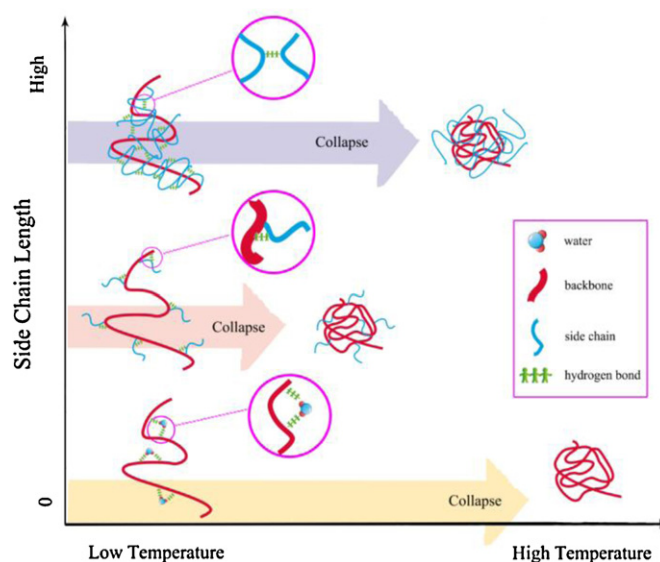 High
Collapse
Side Chain Length
water
backbone
Collapse
side chain
hydrogen bond
0
Collapse
Low Temperature
High Temperature